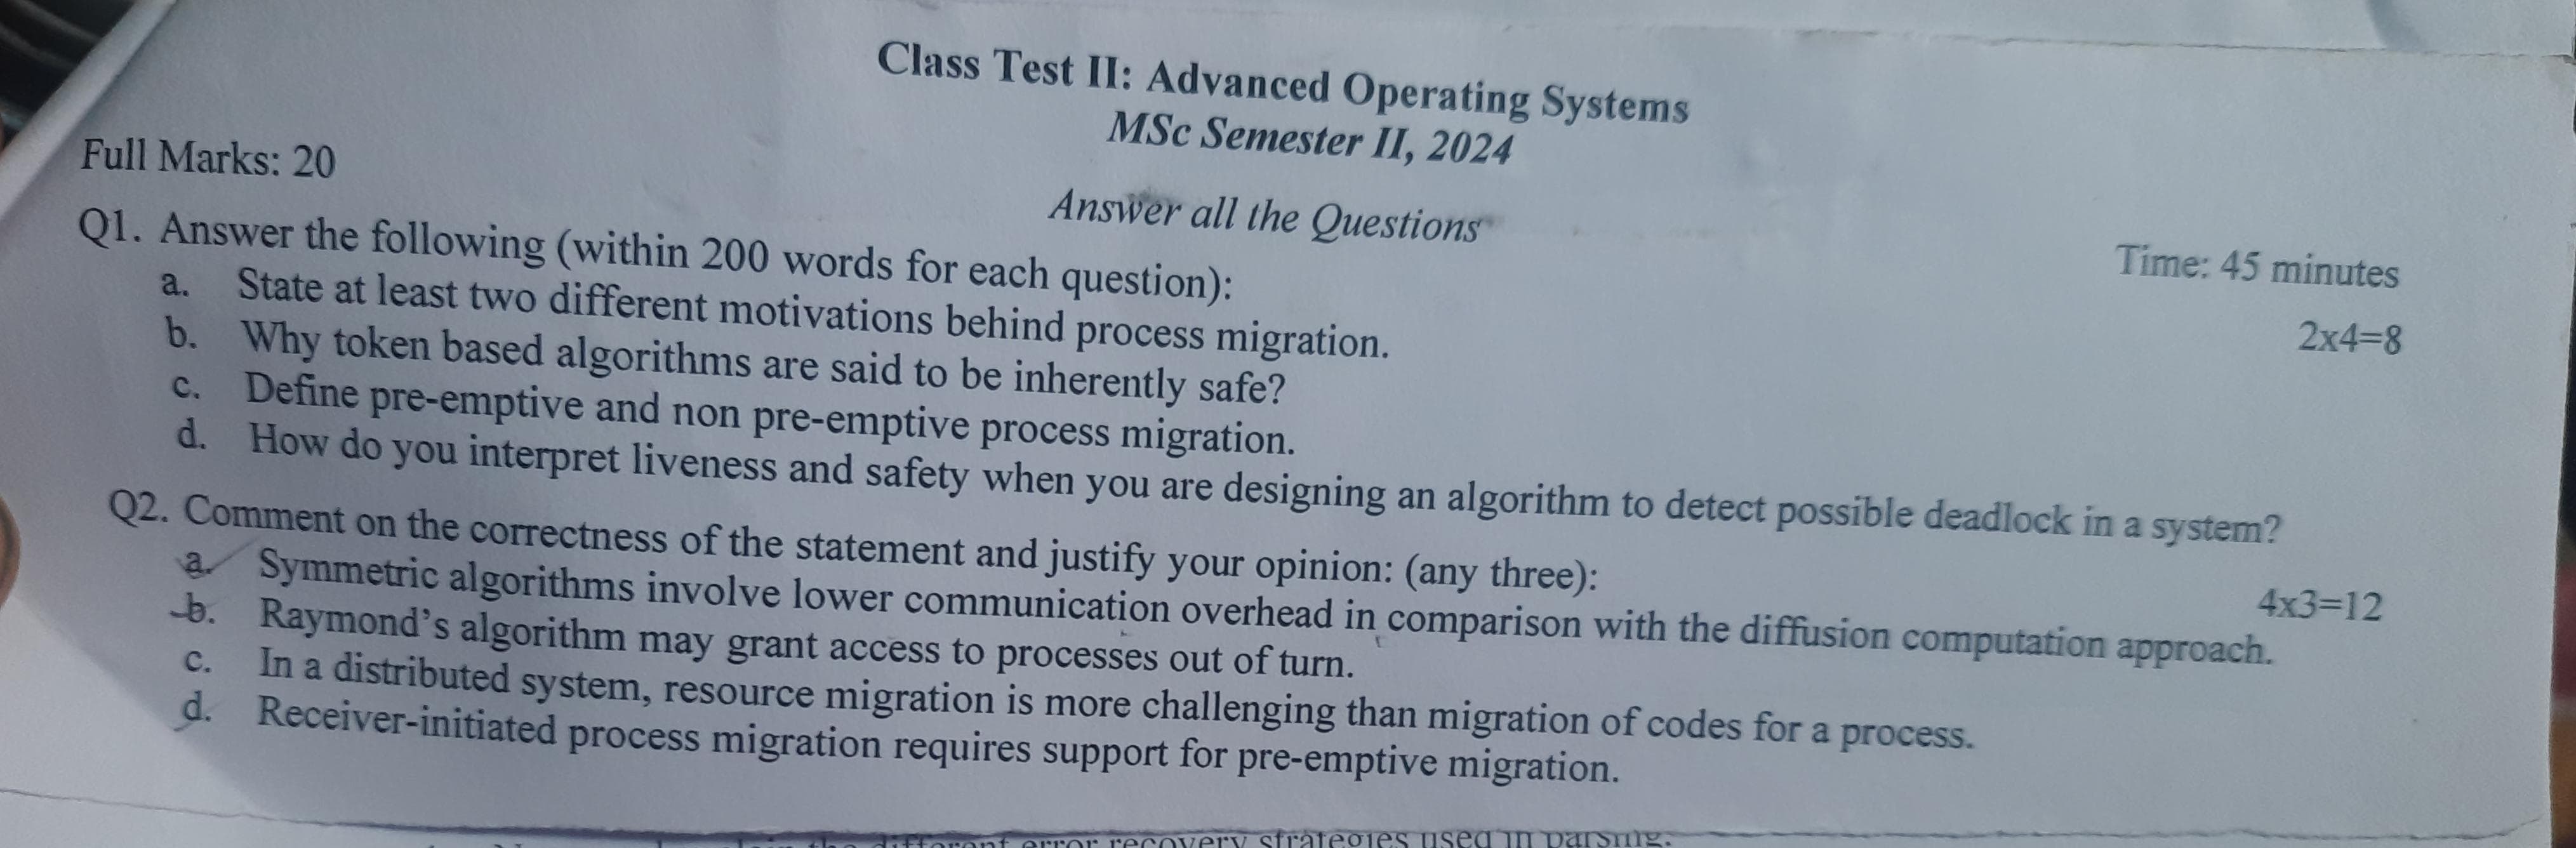 Class Test II: Advanced Operating Systems
MSc Semester II, 2024
Full Marks: 20
Answer all the Questions
Time: 45 minutes
Q1. Answer the following (within 200 words for each question):
2x4=8
a. State at least two different motivations behind process migration.
b. Why token based algorithms are said to be inherently safe?
c. Define pre-emptive and non pre-emptive process migration.
d. How do you interpret liveness and safety when you are designing an algorithm to detect possible deadlock in a system?
Q2. Comment on the correctness of the statement and justify your opinion: (any three):
4x3=12
a. Symmetric algorithms involve lower communication overhead in comparison with the diffusion computation approach.
b. Raymond's algorithm may grant access to processes out of turn.
c. In a distributed system, resource migration is more challenging than migration of codes for a process.
d. Receiver-initiated process migration requires support for pre-emptive migration.
the different error recovery strategies used in parsing.